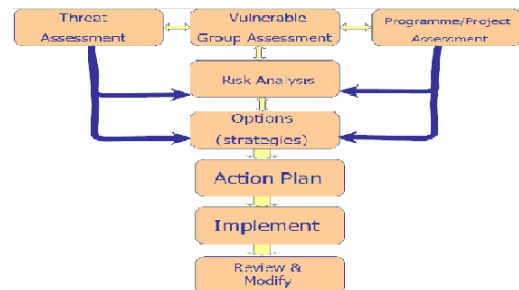 Threat
Assessment
Vulnerable
Group Assessment
Programme/Project
Assessment
Risk Analysis
Options
(strategies)
Action Plan
Implement
Review &
Modify